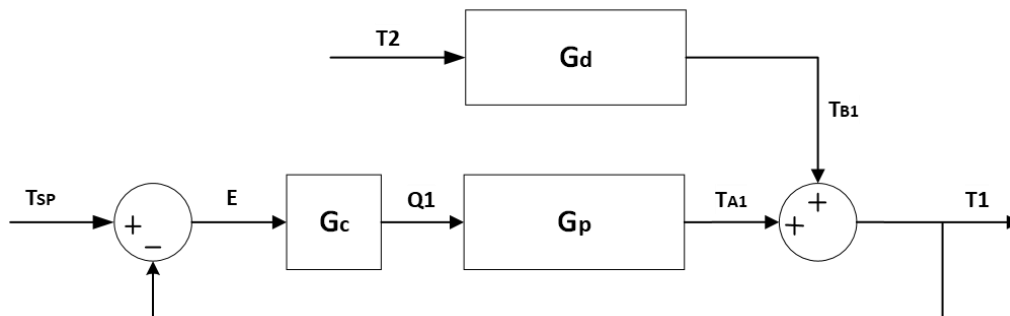 T2
Gd
TB1
TSP
E
Gc
Q1
Gp
TA1
T1
+
−
+
+